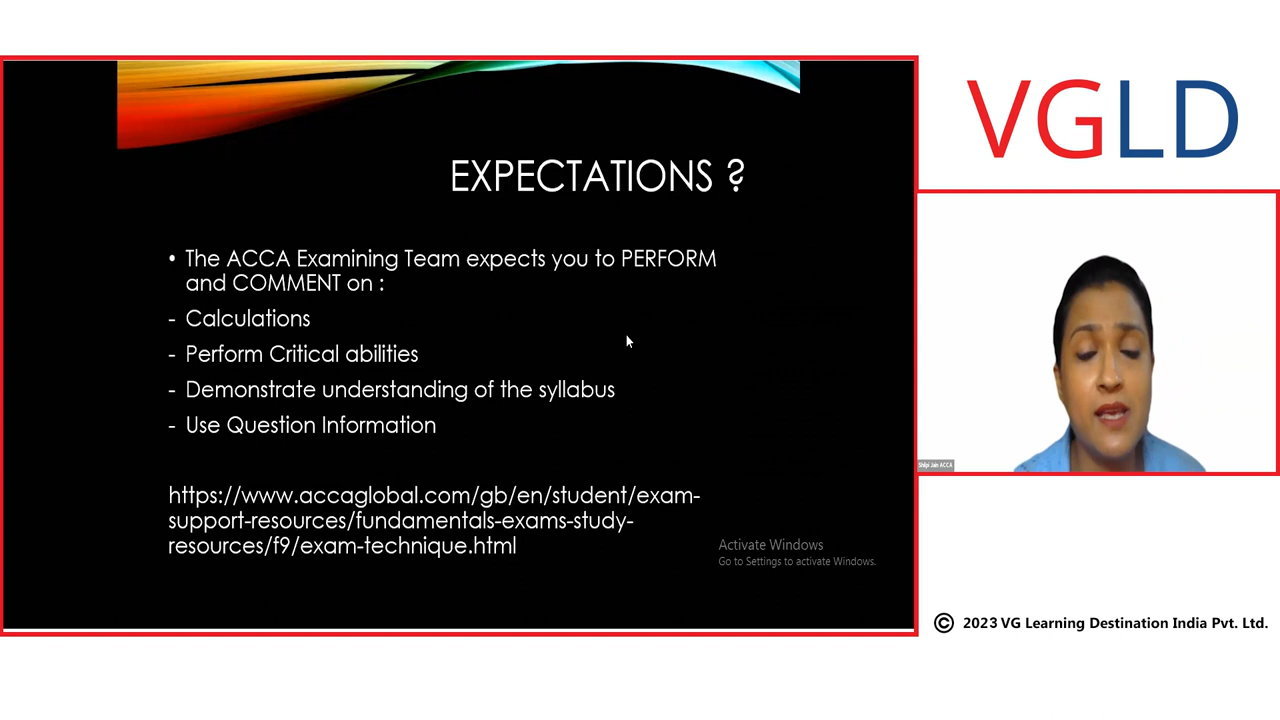 EXPECTATIONS ?
• The ACCA Examining Team expects you to PERFORM
and COMMENT on :
- Calculations
- Perform Critical abilities
- Demonstrate understanding of the syllabus
- Use Question Information
https://www.accaglobal.com/gb/en/student/exam-
support-resources/fundamentals-exams-study-
resources/f9/exam-technique.html
Activate Windows
Go to Settings to activate Windows.
VGLD
Shilpi Jain ACCA
© 2023 VG Learning Destination India Pvt. Ltd.